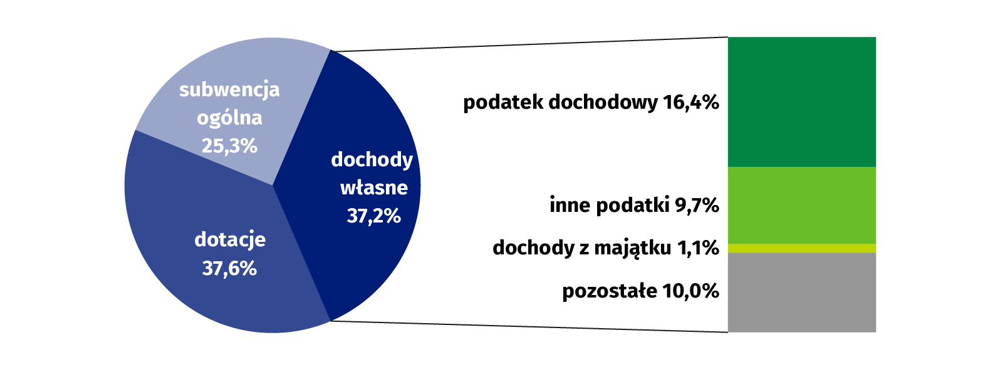 subwencja
ogólna
25,3%
dochody
własne
37,2%
dotacje
37,6%
podatek dochodowy 16,4%
inne podatki 9,7%
dochody z majątku 1,1%
pozostałe 10,0%